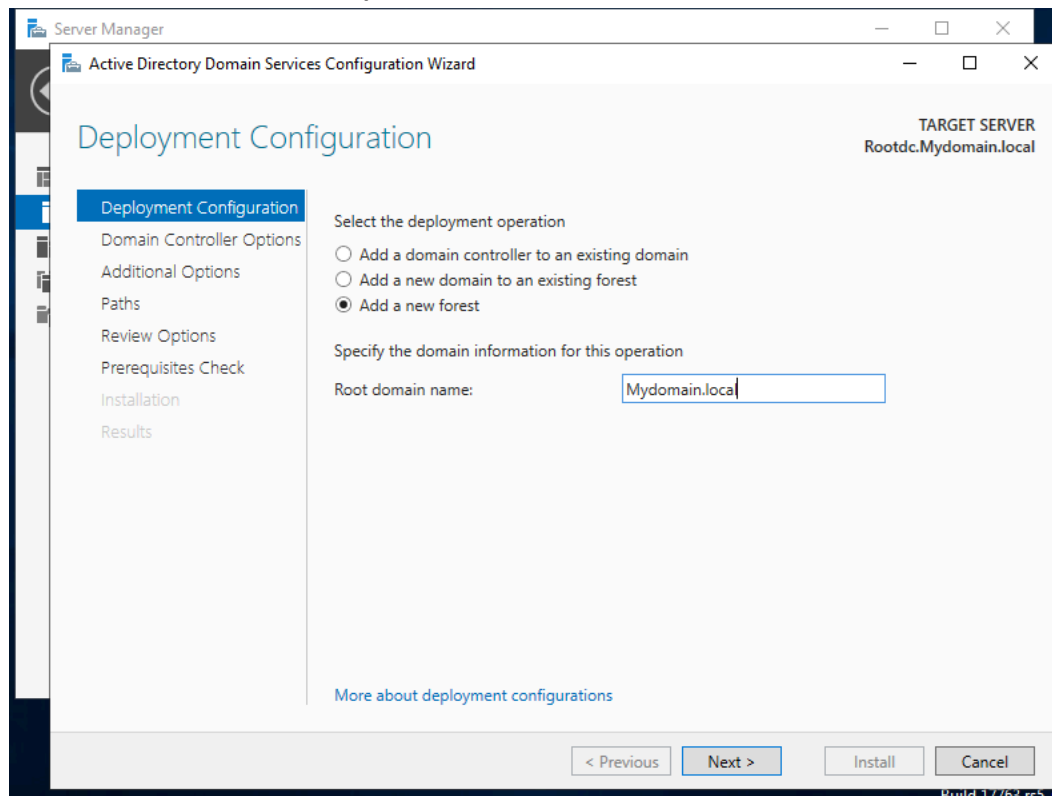 Server Manager
Active Directory Domain Services Configuration Wizard
Deployment Configuration
TARGET SERVER
Rootdc.Mydomain.local
Deployment Configuration
Domain Controller Options
Additional Options
Paths
Review Options
Prerequisites Check
Installation
Results
Select the deployment operation
Add a domain controller to an existing domain
Add a new domain to an existing forest
Add a new forest
Specify the domain information for this operation
Root domain name: Mydomain.local
More about deployment configurations
< Previous Next > Install Cancel
Build 17763.rs5